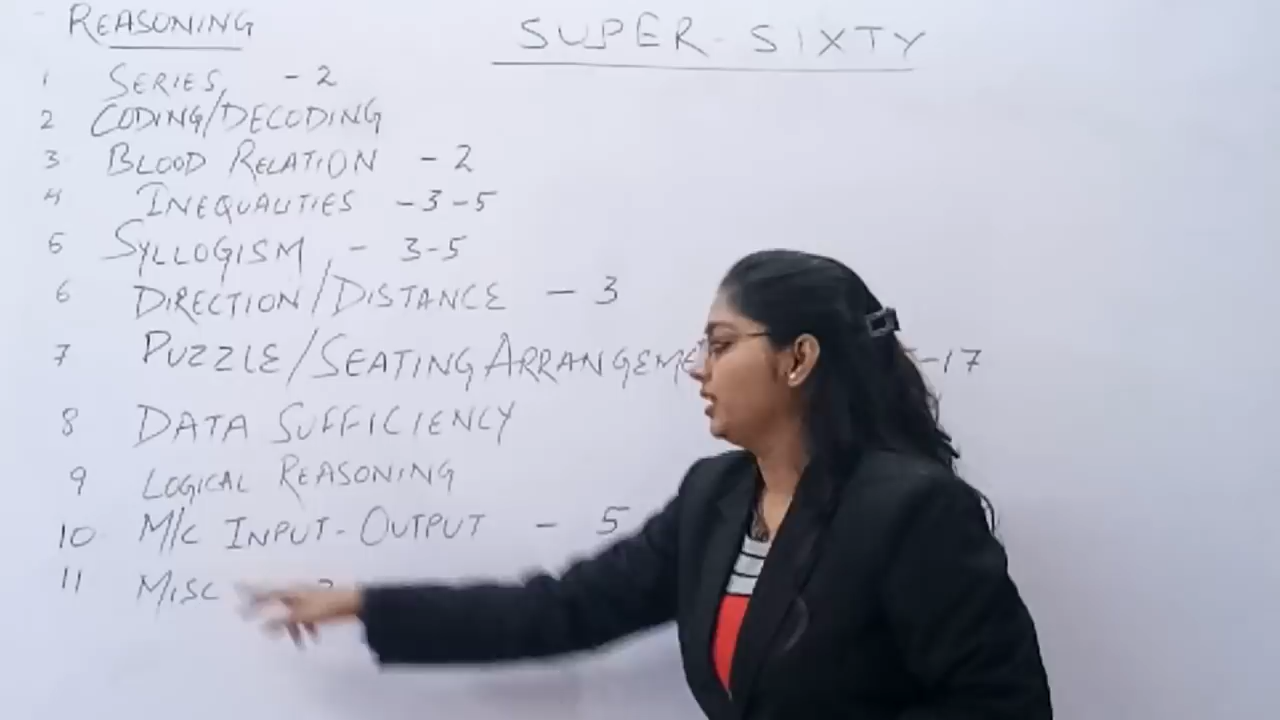 REASONING
SUPER-SIXTY
1 SERIES - 2
2 CODING/DECODING
3 BLOOD RELATION - 2
4 INEQUALITIES - 3-5
5 SYLLOGISM - 3-5
6 DIRECTION/DISTANCE - 3
7 PUZZLE/SEATING ARRANGEME -17
8 DATA SUFFICIENCY
9 LOGICAL REASONING
10 M/C INPUT-OUTPUT - 5
11 MISC